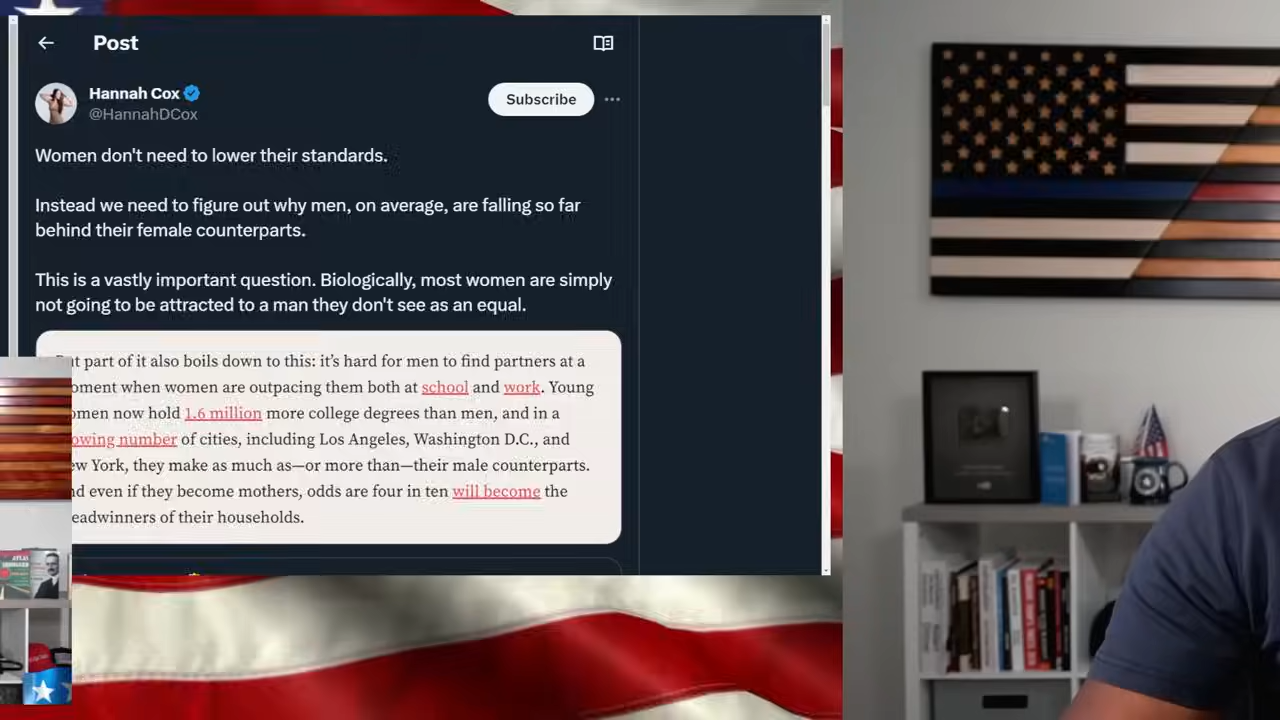 Post
Hannah Cox
@HannahDCox
Subscribe
Women don't need to lower their standards.
Instead we need to figure out why men, on average, are falling so far
behind their female counterparts.
This is a vastly important question. Biologically, most women are simply
not going to be attracted to a man they don't see as an equal.
ut part of it also boils down to this: it's hard for men to find partners at a
oment when women are outpacing them both at school and work. Young
omen now hold 1.6 million more college degrees than men, and in a
owing number of cities, including Los Angeles, Washington D.C., and
ew York, they make as much as—or more than—their male counterparts.
nd even if they become mothers, odds are four in ten will become the
eadwinners of their households.